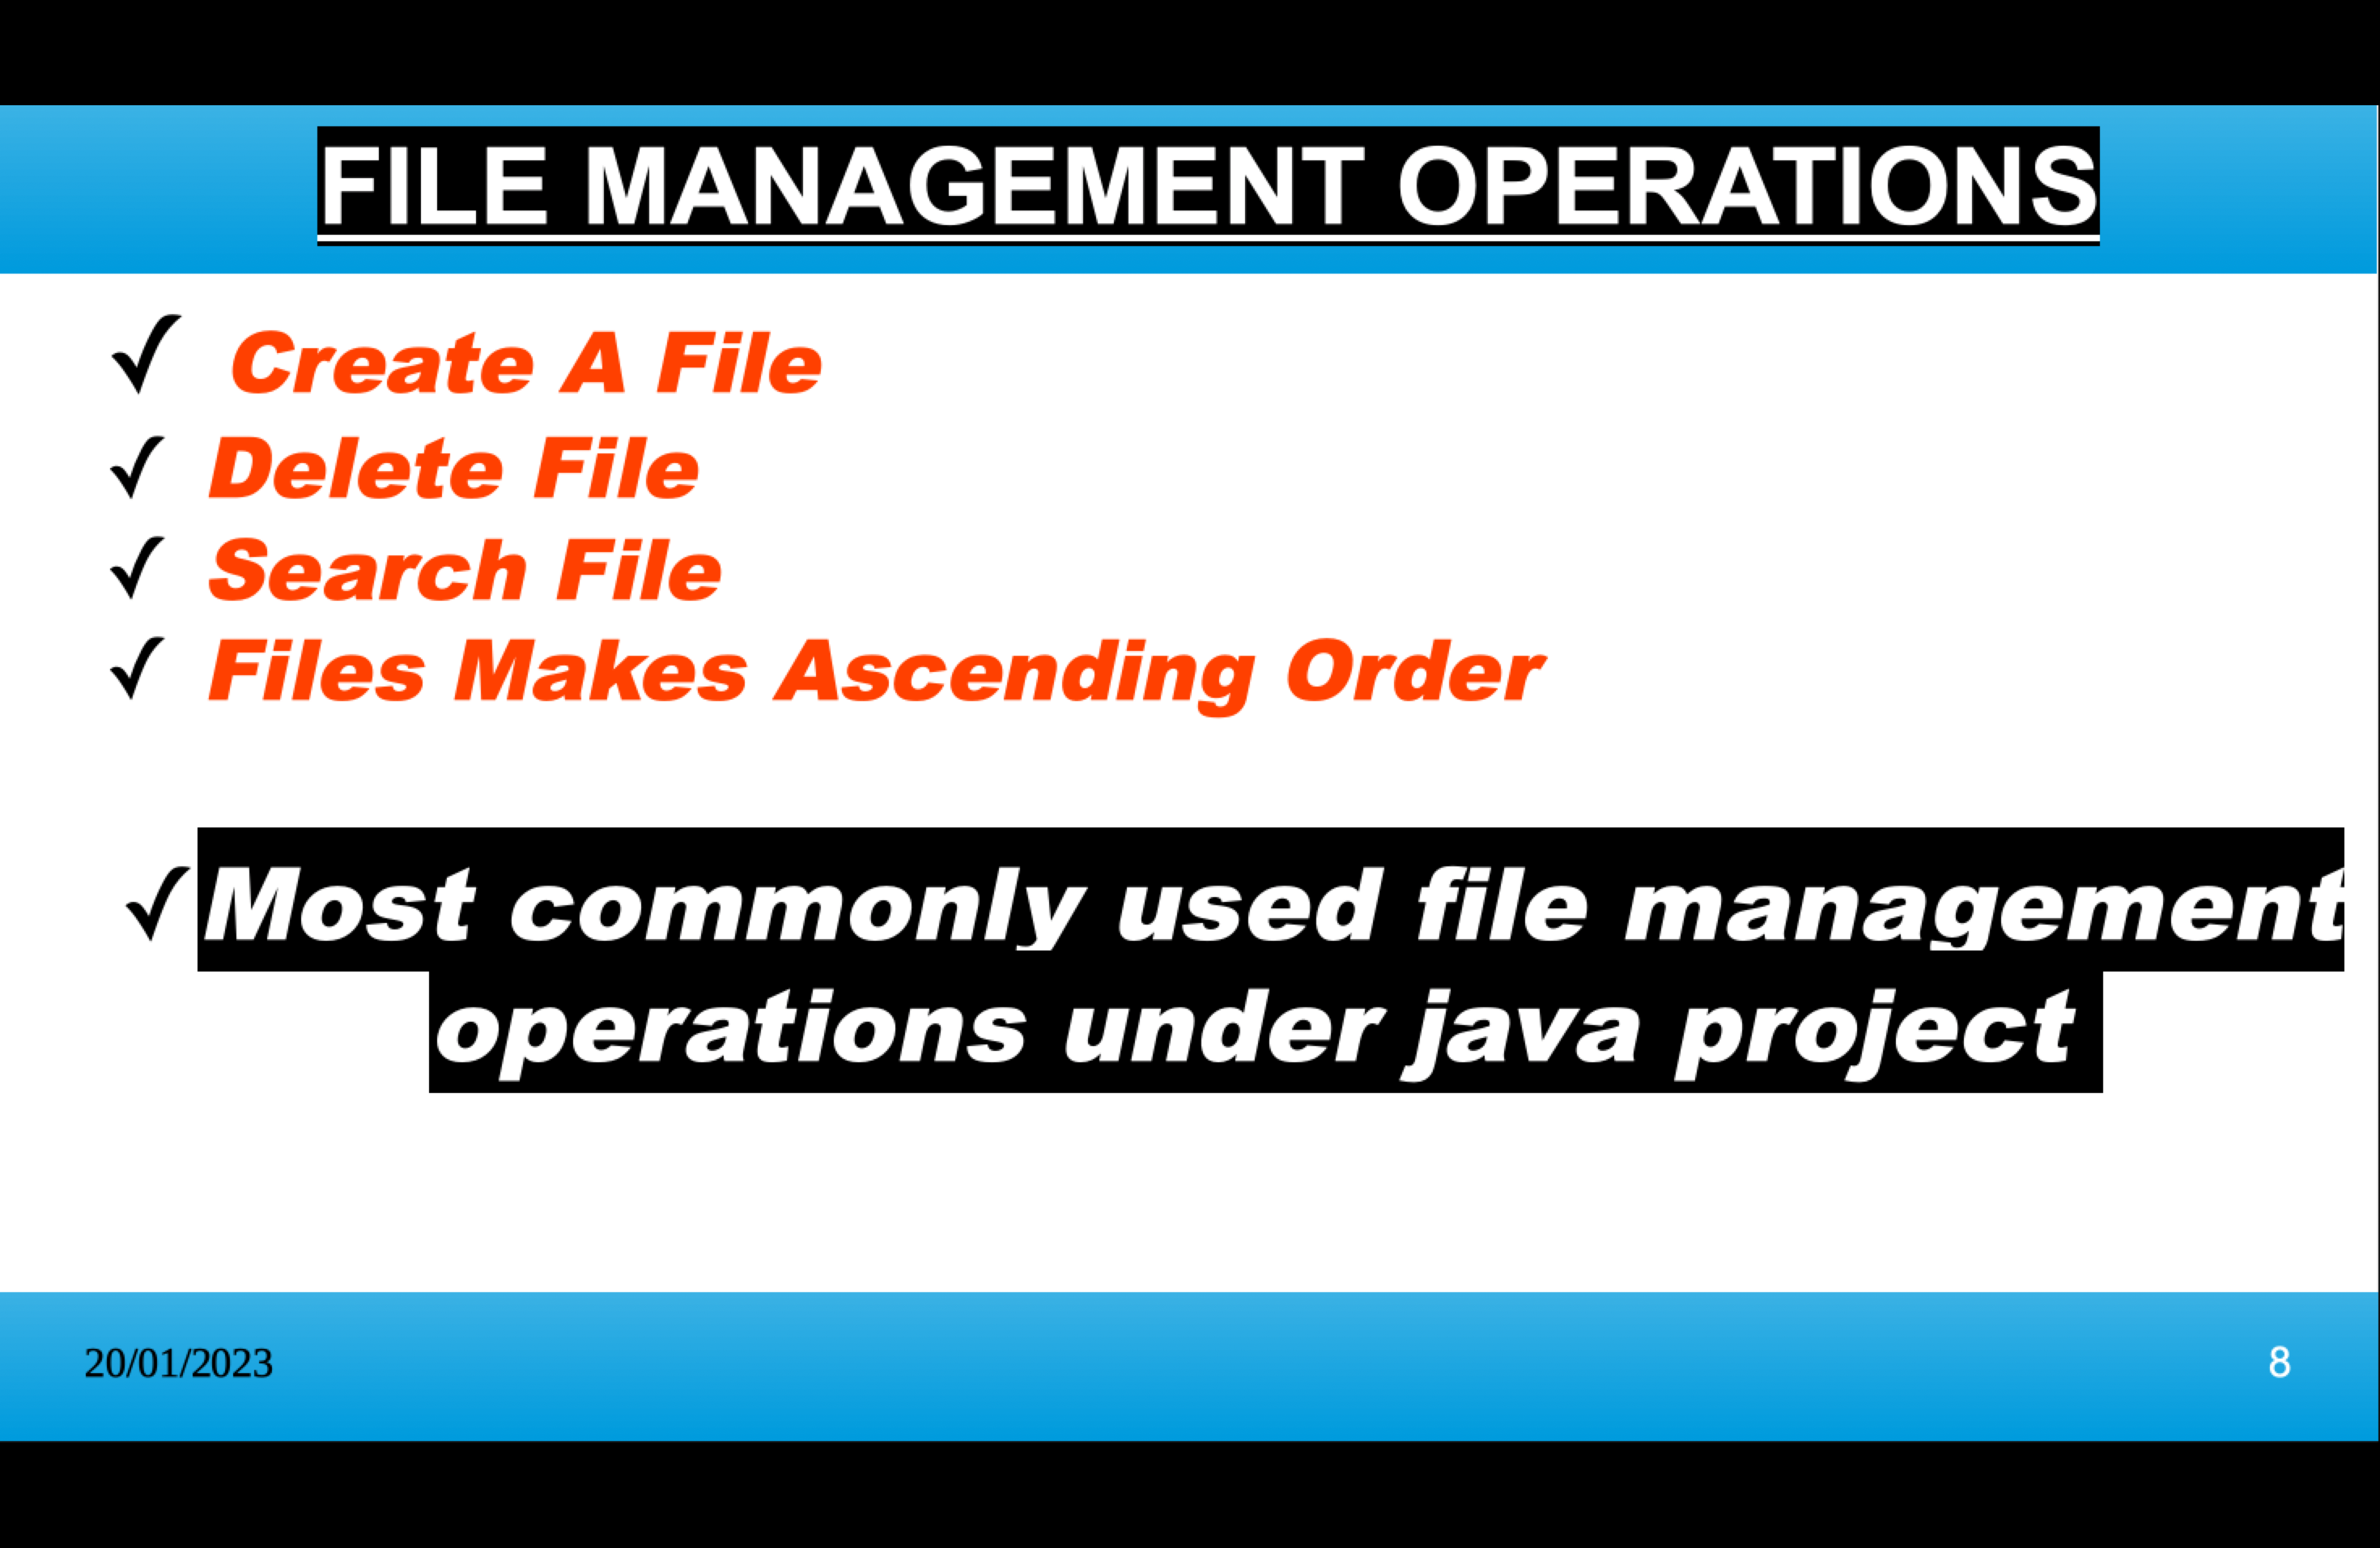 FILE MANAGEMENT OPERATIONS
Create A File
Delete File
Search File
Files Makes Ascending Order
Most commonly used file management
operations under java project
20/01/2023
8